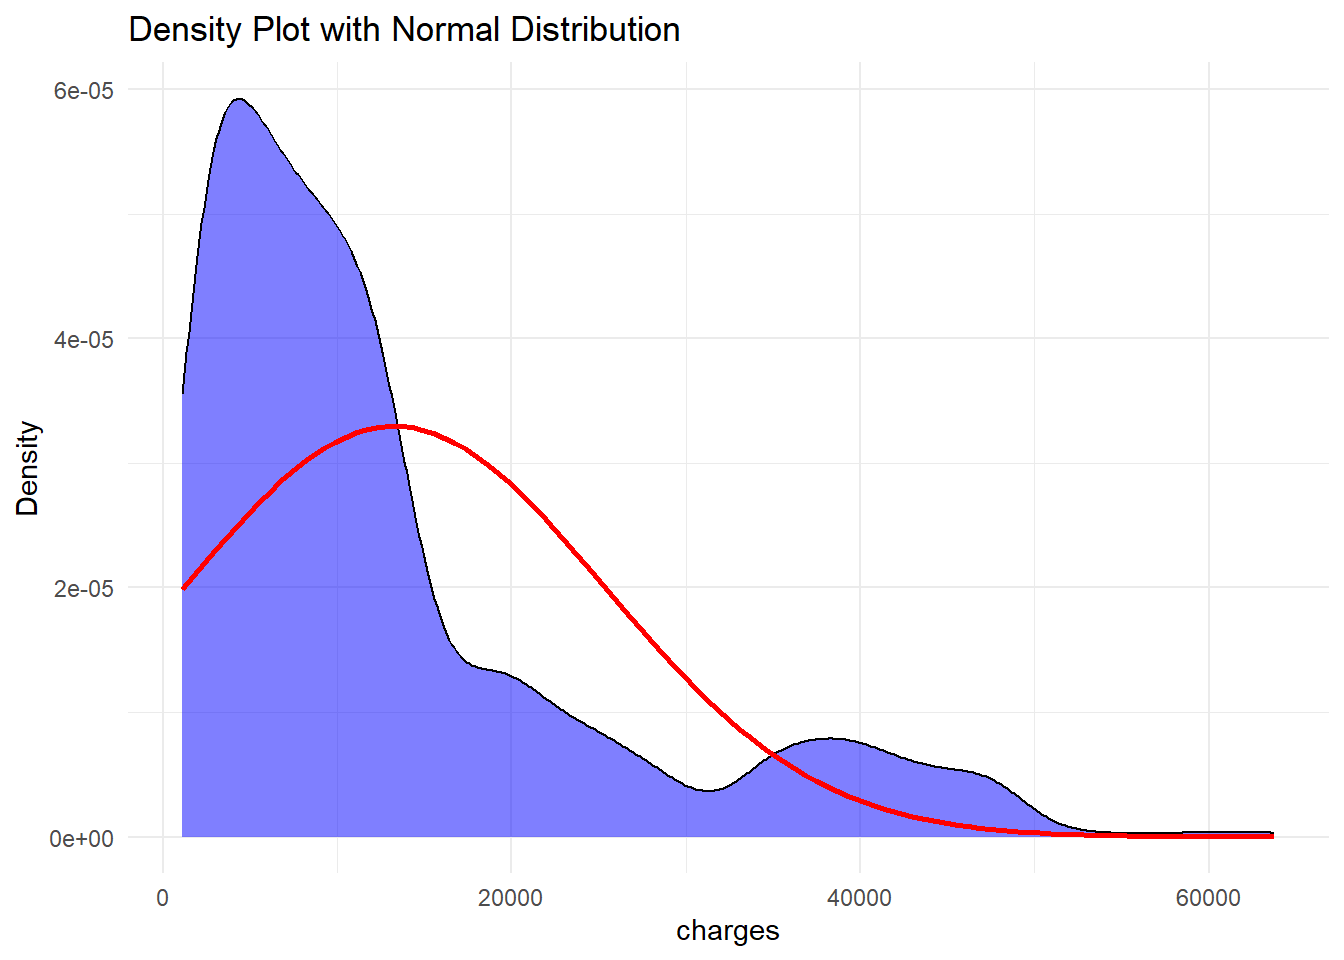 Density Plot with Normal Distribution
6e-05
4e-05
2e-05
0e+00
Density
0 20000 40000 60000
charges